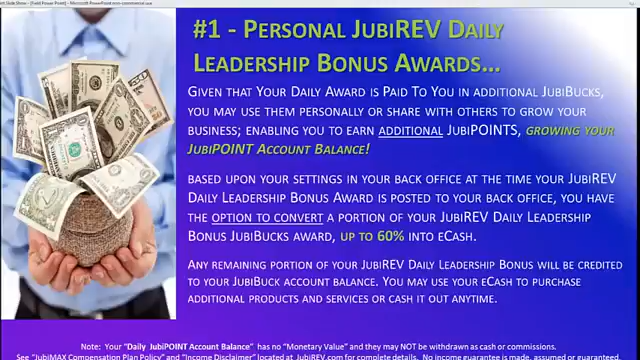 #1 - Personal JubiREV Daily
Leadership Bonus Awards...
Given that Your Daily Award is Paid To You in additional JubiBucks,
you may use them personally or share with others to grow your
business; enabling you to earn additional JubiPOINTS, growing your
JubiPOINT Account Balance!
Based upon your settings in your back office at the time your JubiREV
Daily Leadership Bonus Award is posted to your back office, you have
the option to convert a portion of your JubiREV Daily Leadership
Bonus JubiBucks award, up to 60% into eCash.
Any remaining portion of your JubiREV Daily Leadership Bonus will be credited
to your JubiBuck account balance. You may use your eCash to purchase
additional products and services or cash it out anytime.
Note: Your "Daily JubiPOINT Account Balance" has no "Monetary Value" and they may NOT be withdrawn as cash or commissions.
See "JubiMAX Compensation Plan Policy" and "Income Disclaimer" located at JubiREV.com for complete details. No income guarantee is made, assumed or guaranteed.